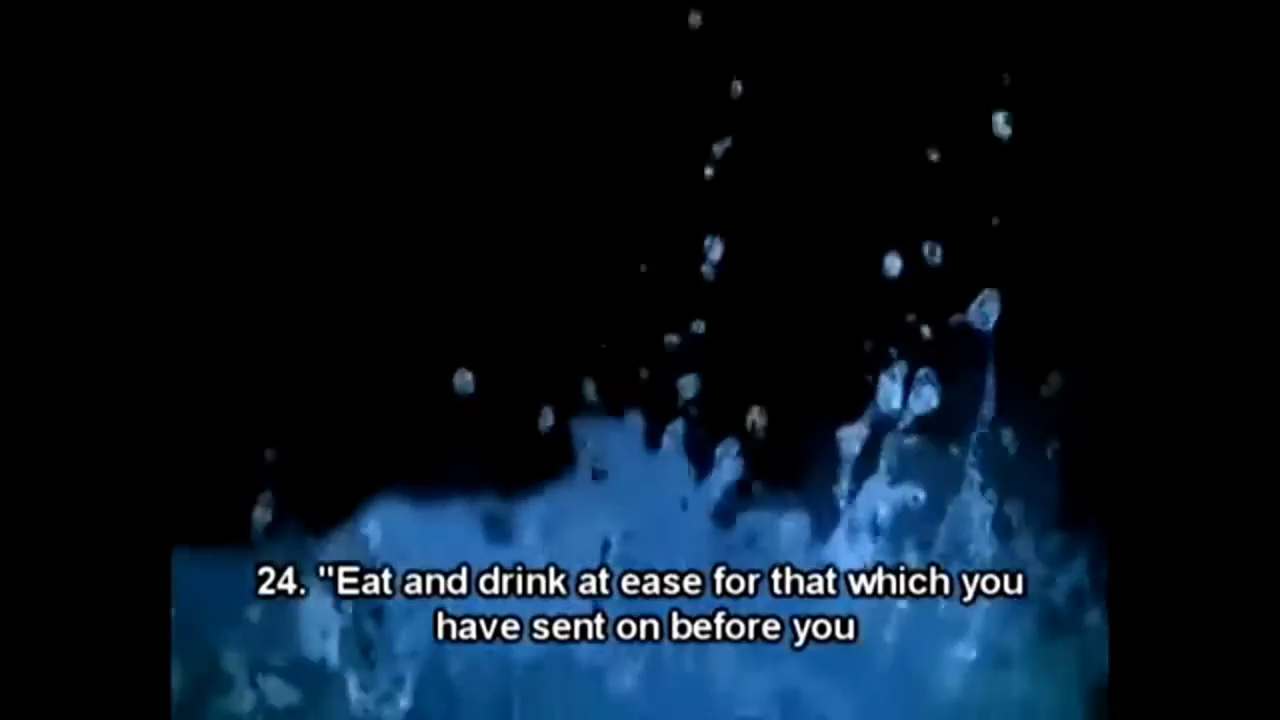 24. "Eat and drink at ease for that which you
have sent on before you